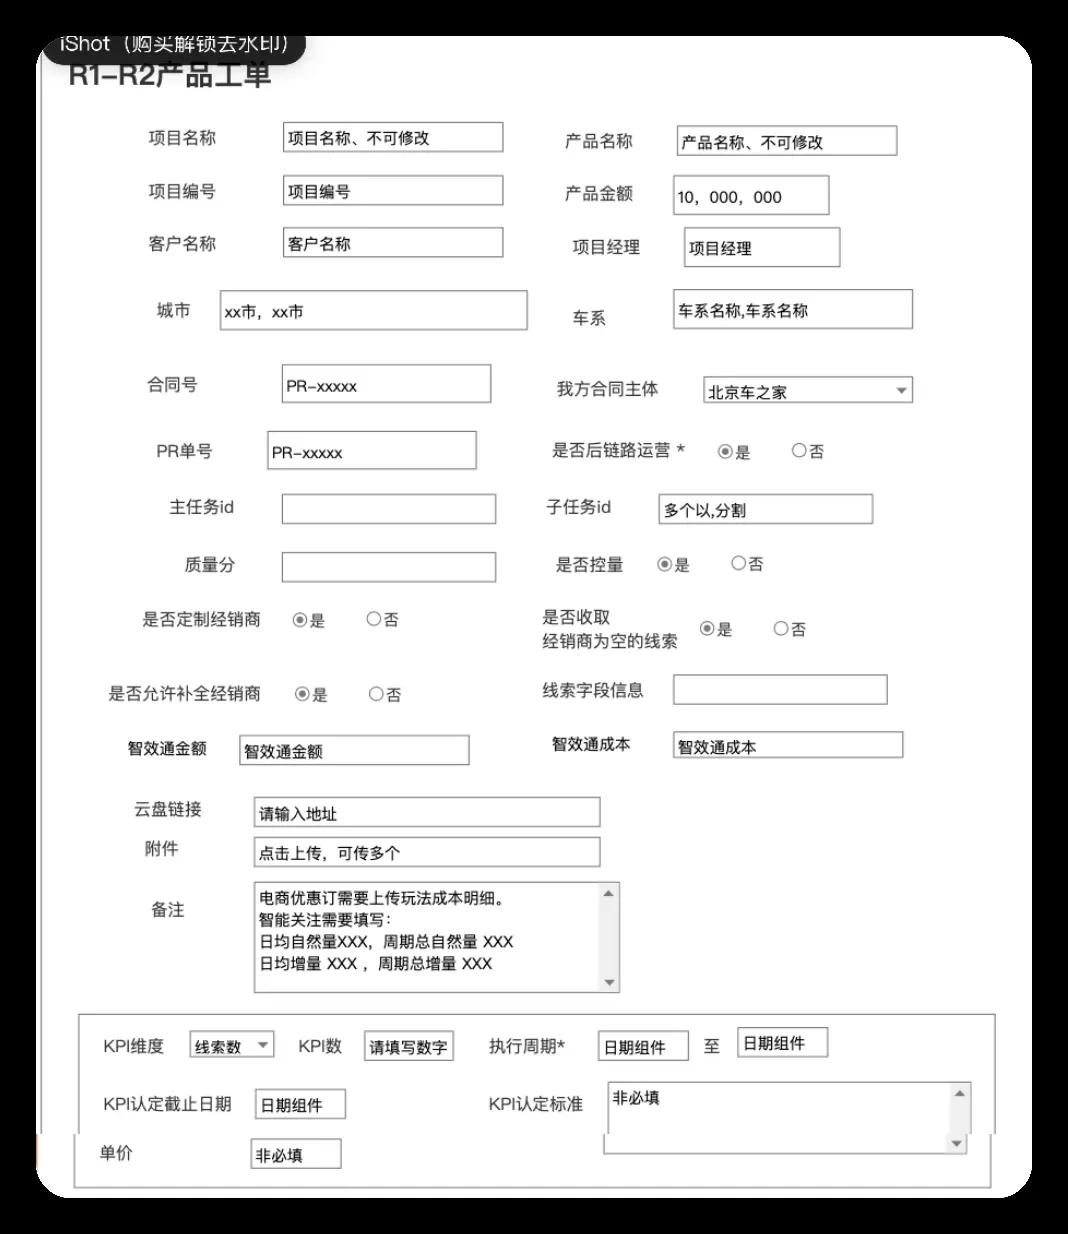 iShot（购买解锁去水印）
R1-R2产品工单
项目名称 项目名称、不可修改 产品名称 产品名称、不可修改
项目编号 项目编号 产品金额 10，000，000
客户名称 客户名称 项目经理 项目经理
城市 xx市，xx市 车系 车系名称,车系名称
合同号 PR-xxxxx 我方合同主体 北京车之家
PR单号 PR-xxxxx 是否后链路运营 * 是 否
主任务id 子任务id 多个以,分割
质量分 是否控量 是 否
是否定制经销商 是 否 是否收取
经销商为空的线索 是 否
是否允许补全经销商 是 否 线索字段信息
智效通金额 智效通金额 智效通成本 智效通成本
云盘链接 请输入地址
附件 点击上传，可传多个
备注 电商优惠订需要上传玩法成本明细。
智能关注需要填写：
日均自然量XXX，周期总自然量 XXX
日均增量 XXX ，周期总增量 XXX
KPI维度 线索数 KPI数 请填写数字 执行周期* 日期组件 至 日期组件
KPI认定截止日期 日期组件 KPI认定标准 非必填
单价 非必填